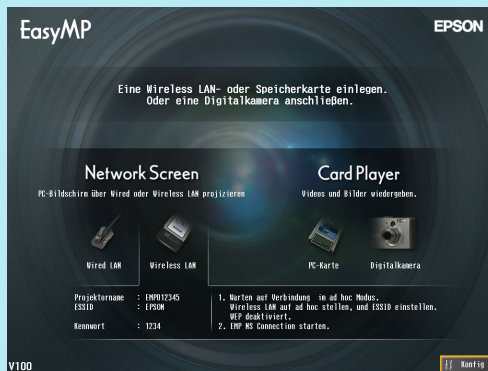 EasyMP
EPSON
Eine Wireless LAN- oder Speicherkarte einlegen.
Oder eine Digitalkamera anschließen.
Network Screen
PC-Bildschirm über Wired oder Wireless LAN projizieren
Wired LAN
Wireless LAN
Card Player
Videos und Bilder wiedergeben.
PC-Karte
Digitalkamera
Projektorname : EMP012345
ESSID : EPSON
Kennwort : 1234
1. Warten auf Verbindung im ad hoc Modus.
Wireless LAN auf ad hoc stellen, und ESSID einstellen.
WEP deaktiviert.
2. EMP NS Connection starten.
V100
Konfig